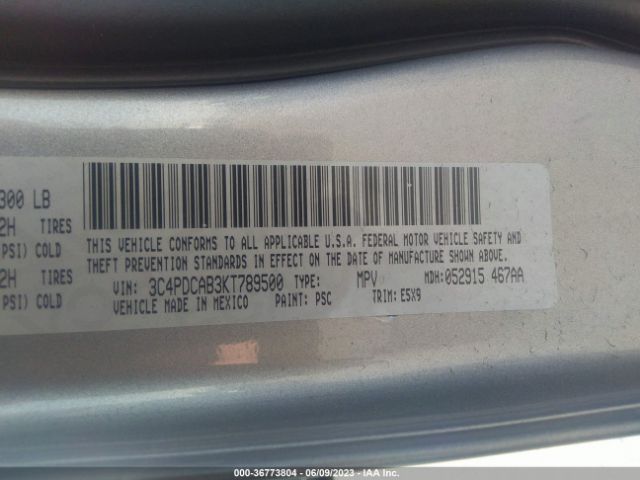 300 LB
2H TIRES
PSI) COLD
2H TIRES
PSI) COLD
THIS VEHICLE CONFORMS TO ALL APPLICABLE U.S.A. FEDERAL MOTOR VEHICLE SAFETY AND
THEFT PREVENTION STANDARDS IN EFFECT ON THE DATE OF MANUFACTURE SHOWN ABOVE.
VIN: 3C4PDCAB3KT789500 TYPE: MPV MDH:052915 467AA
VEHICLE MADE IN MEXICO PAINT: PSC TRIM: E5X9
000-36773804 - 06/09/2023 - IAA Inc.